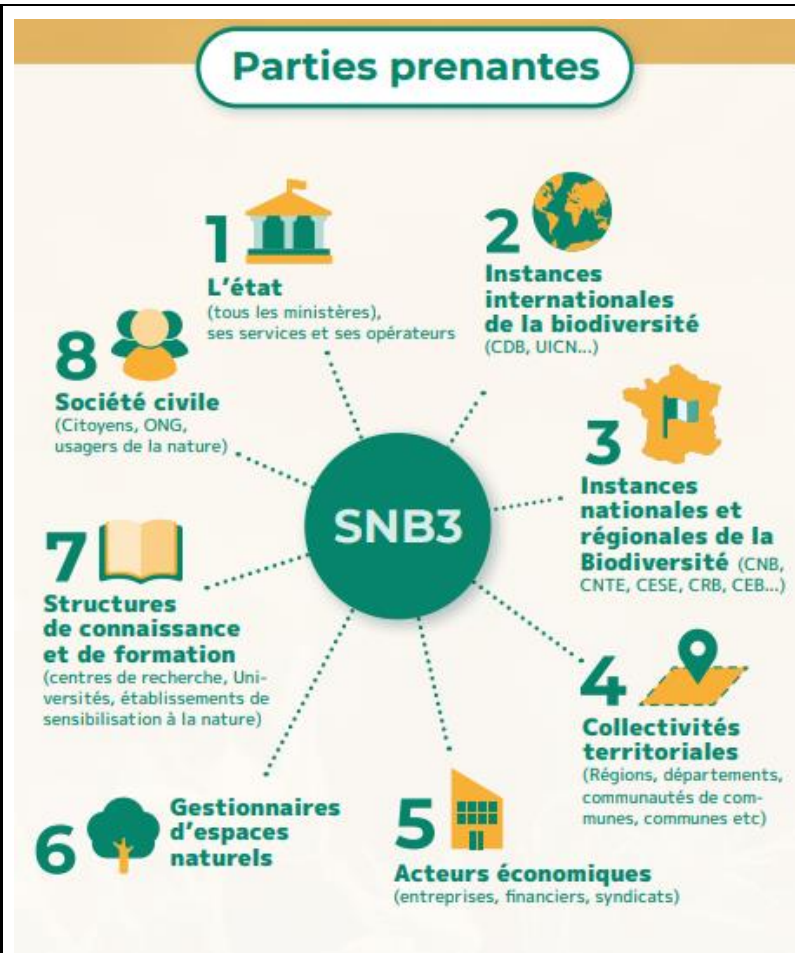 Parties prenantes
1
L'état
(tous les ministères),
ses services et ses opérateurs
2
Instances
internationales
de la biodiversité
(CDB, UICN...)
3
Instances
nationales et
régionales de la
Biodiversité (CNB,
CNTE, CESE, CRB, CEB...)
4
Collectivités
territoriales
(Régions, départements,
communautés de com-
munes, communes etc)
5
Acteurs économiques
(entreprises, financiers, syndicats)
6
Gestionnaires
d'espaces
naturels
7
Structures
de connaissance
et de formation
(centres de recherche, Uni-
versités, établissements de
sensibilisation à la nature)
8
Société civile
(Citoyens, ONG,
usagers de la nature)
SNB3